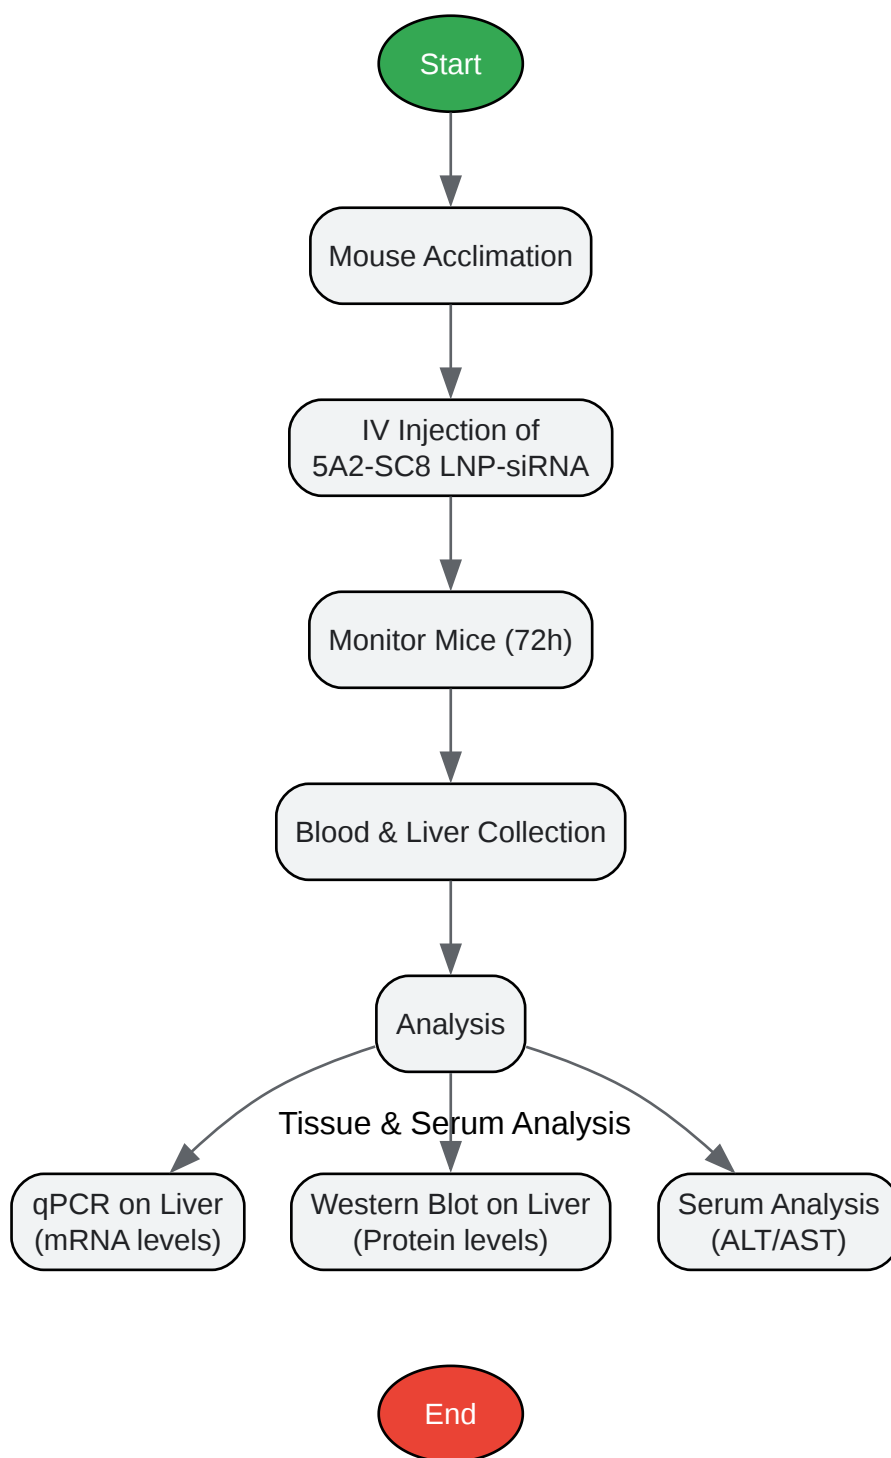 Start
Mouse Acclimation
IV Injection of
5A2-SC8 LNP-siRNA
Monitor Mice (72h)
Blood & Liver Collection
Analysis
Tissue & Serum Analysis
qPCR on Liver
(mRNA levels)
Western Blot on Liver
(Protein levels)
Serum Analysis
(ALT/AST)
End